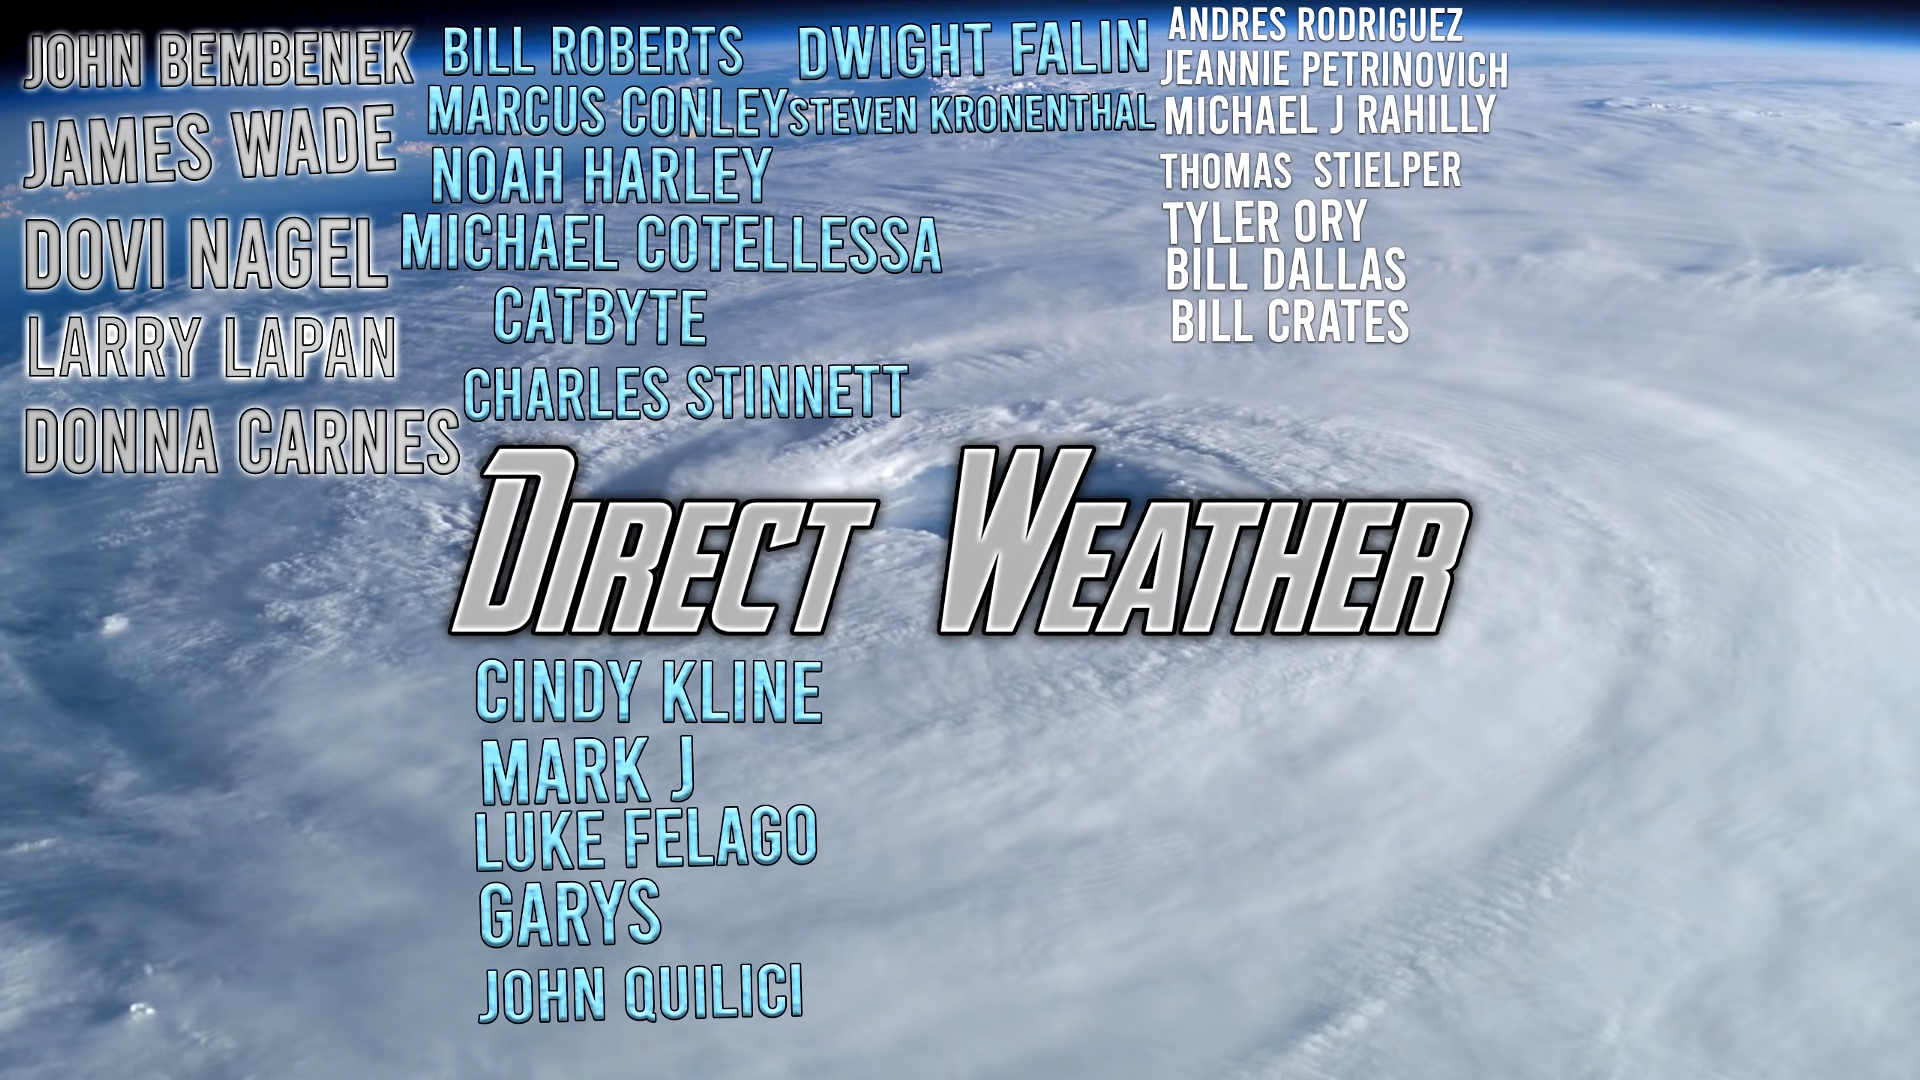 JOHN BEMBENEK
JAMES WADE
DOVI NAGEL
LARRY LAPAN
DONNA CARNES
BILL ROBERTS
MARCUS CONLEY
NOAH HARLEY
MICHAEL COTELLESSA
CATBYTE
CHARLES STINNETT
DWIGHT FALIN
STEVEN KRONENTHAL
ANDRES RODRIGUEZ
JEANNIE PETRINOVICH
MICHAEL J RAHILLY
THOMAS STIELPER
TYLER ORY
BILL DALLAS
BILL CRATES
DIRECT WEATHER
CINDY KLINE
MARK J
LUKE FELAGO
GARYS
JOHN QUILICI